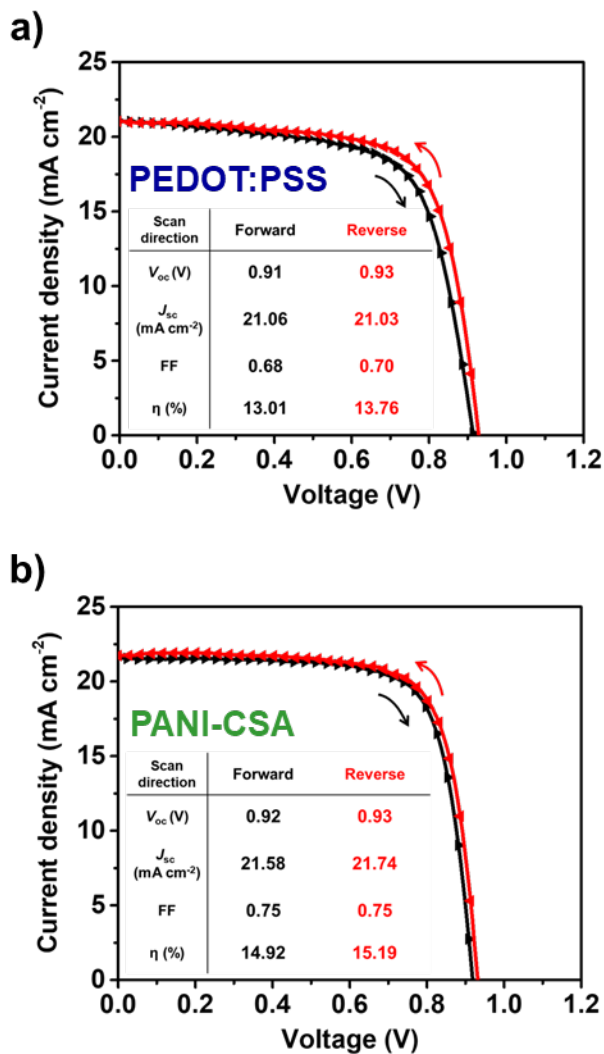 a)
25
20
15
10
5
0
Current density (mA cm⁻²)
PEDOT:PSS
Scan direction Forward Reverse
Voc (V) 0.91 0.93
Jsc (mA cm⁻²) 21.06 21.03
FF 0.68 0.70
η (%) 13.01 13.76
0.0 0.2 0.4 0.6 0.8 1.0 1.2
Voltage (V)
b)
25
20
15
10
5
0
Current density (mA cm⁻²)
PANI-CSA
Scan direction Forward Reverse
Voc (V) 0.92 0.93
Jsc (mA cm⁻²) 21.58 21.74
FF 0.75 0.75
η (%) 14.92 15.19
0.0 0.2 0.4 0.6 0.8 1.0 1.2
Voltage (V)